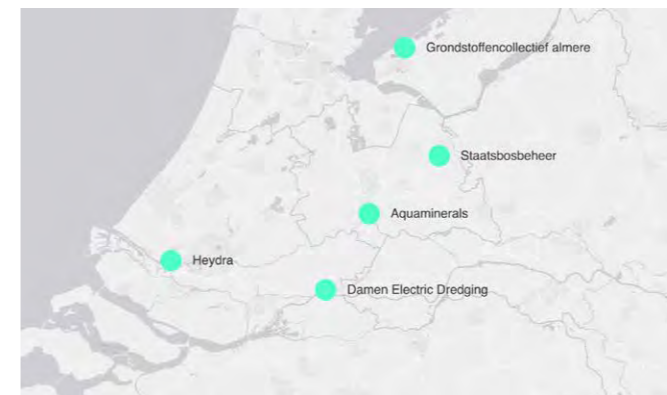 Grondstoffencollectief almere
Staatsbosbeheer
Aquaminerals
Heydra
Damen Electric Dredging